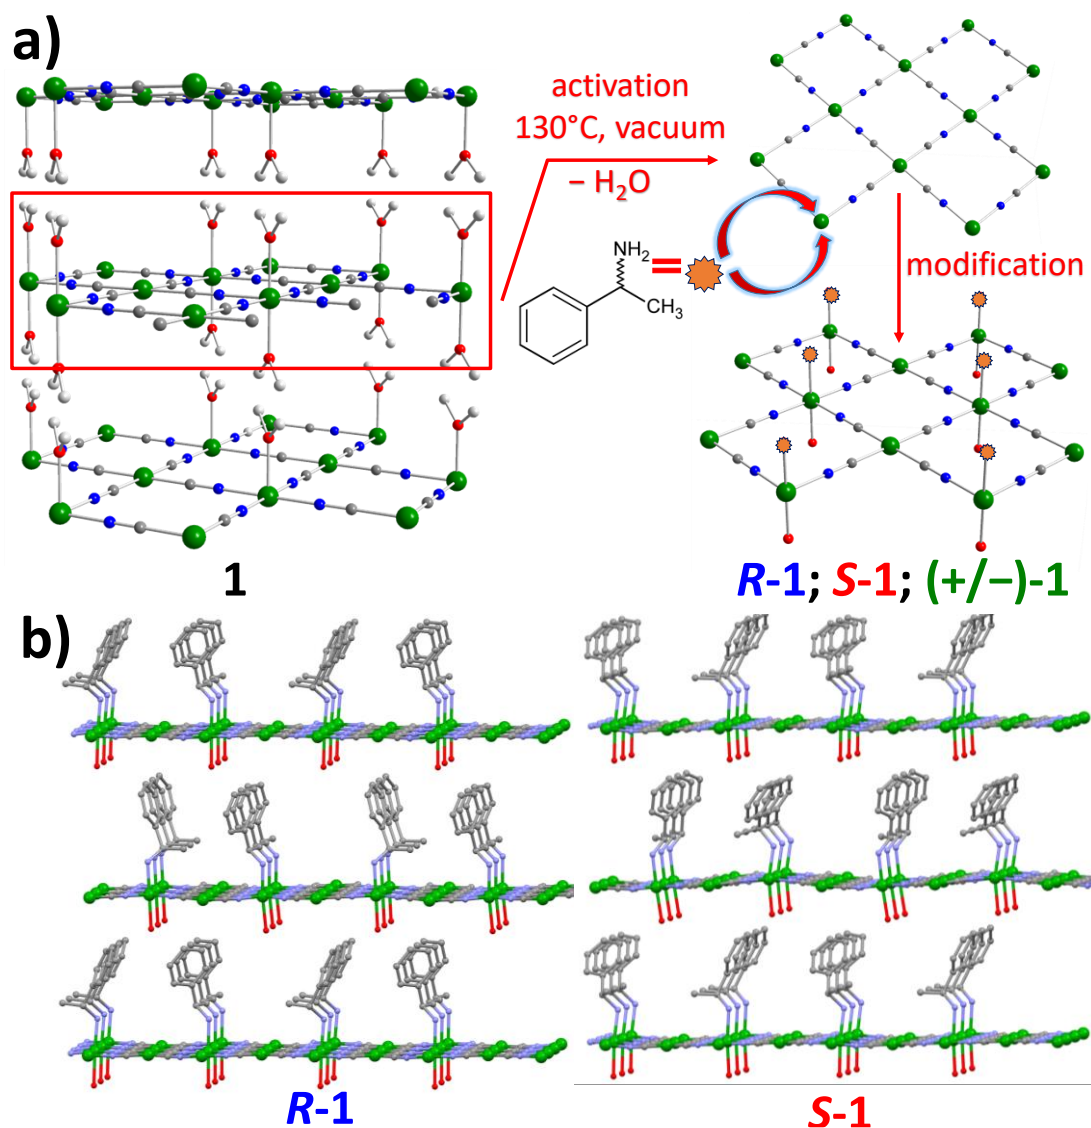 a)
activation
130°C, vacuum
− H₂O
NH₂
CH₃
=
modification
1
R-1; S-1; (+/−)-1
b)
R-1
S-1